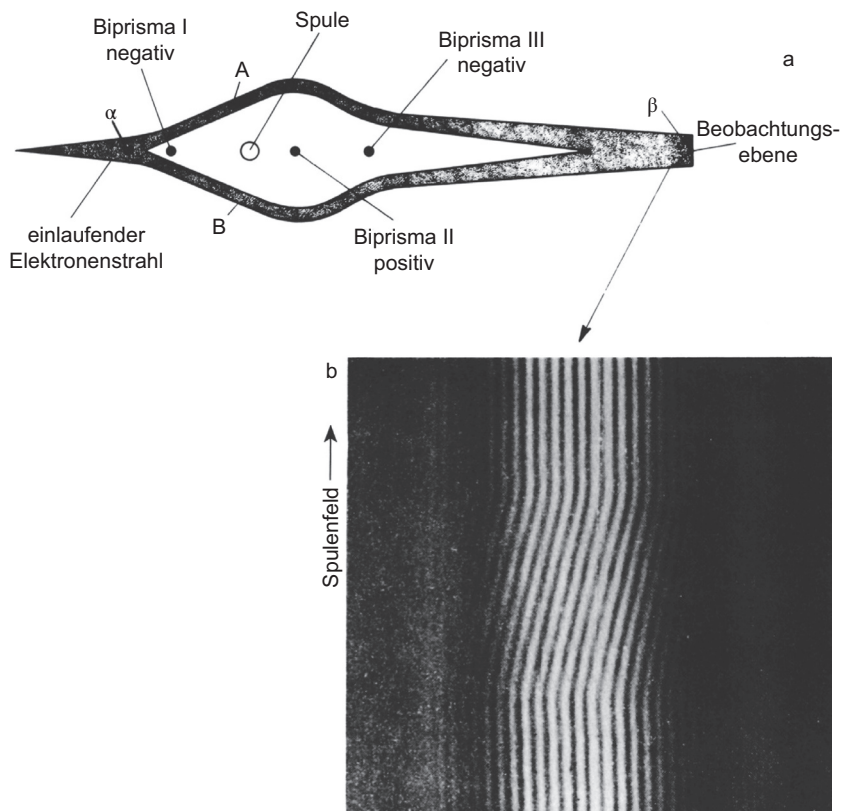 Spule
Biprisma I
negativ
Biprisma III
negativ
a
A
α
β
Beobachtungs-
ebene
einlaufender
Elektronenstrahl
B
Biprisma II
positiv
b
Spulenfeld